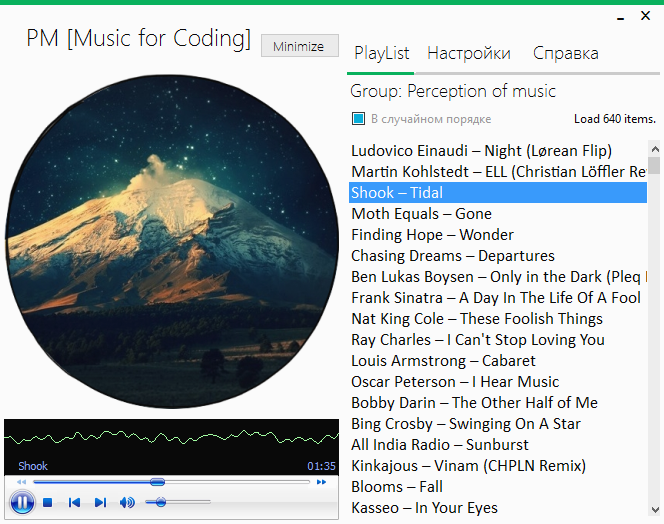 PM [Music for Coding]
Minimize
PlayList Настройки Справка
Group: Perception of music
В случайном порядке
Load 640 items.
Ludovico Einaudi – Night (Lørean Flip)
Martin Kohlstedt – ELL (Christian Löffler Re
Shook – Tidal
Moth Equals – Gone
Finding Hope – Wonder
Chasing Dreams – Departures
Ben Lukas Boysen – Only in the Dark (Pleq
Frank Sinatra – A Day In The Life Of A Fool
Nat King Cole – These Foolish Things
Ray Charles – I Can't Stop Loving You
Louis Armstrong – Cabaret
Oscar Peterson – I Hear Music
Bobby Darin – The Other Half of Me
Bing Crosby – Swinging On A Star
All India Radio – Sunburst
Kinkajous – Vinam (CHPLN Remix)
Blooms – Fall
Kasseo – In Your Eyes
Shook 01:35